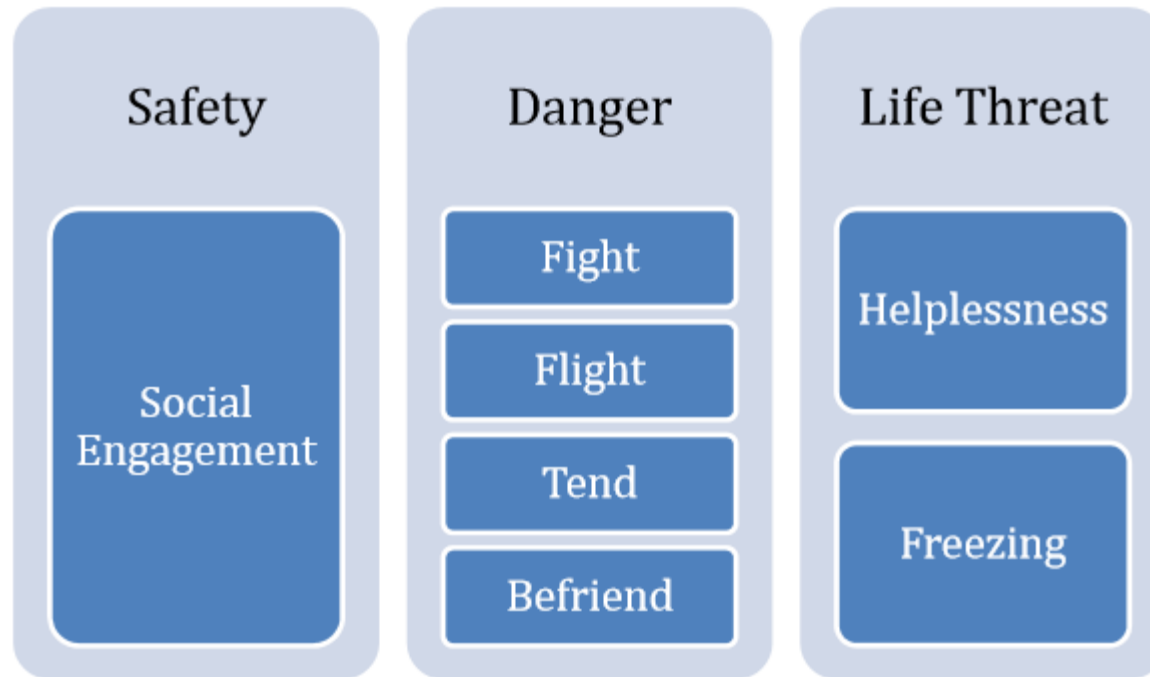 Safety
Social
Engagement
Danger
Fight
Flight
Tend
Befriend
Life Threat
Helplessness
Freezing